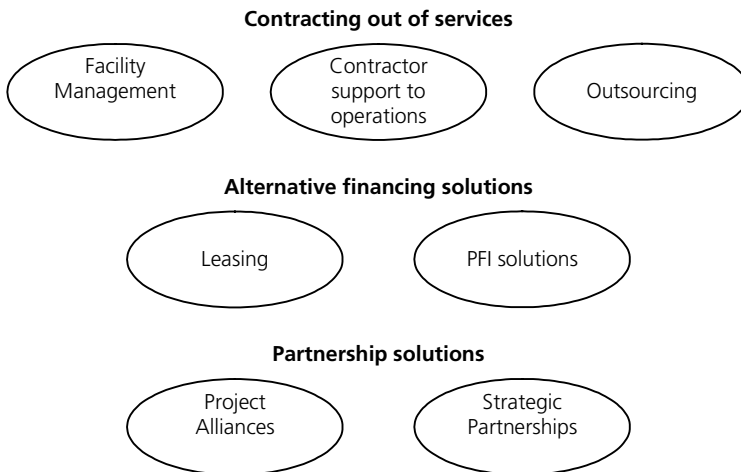 Contracting out of services
Facility
Management
Contractor
support to
operations
Outsourcing
Alternative financing solutions
Leasing
PFI solutions
Partnership solutions
Project
Alliances
Strategic
Partnerships